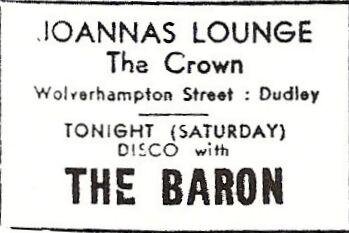 JOANNAS LOUNGE
The Crown
Wolverhampton Street : Dudley
TONIGHT (SATURDAY)
DISCO with
THE BARON